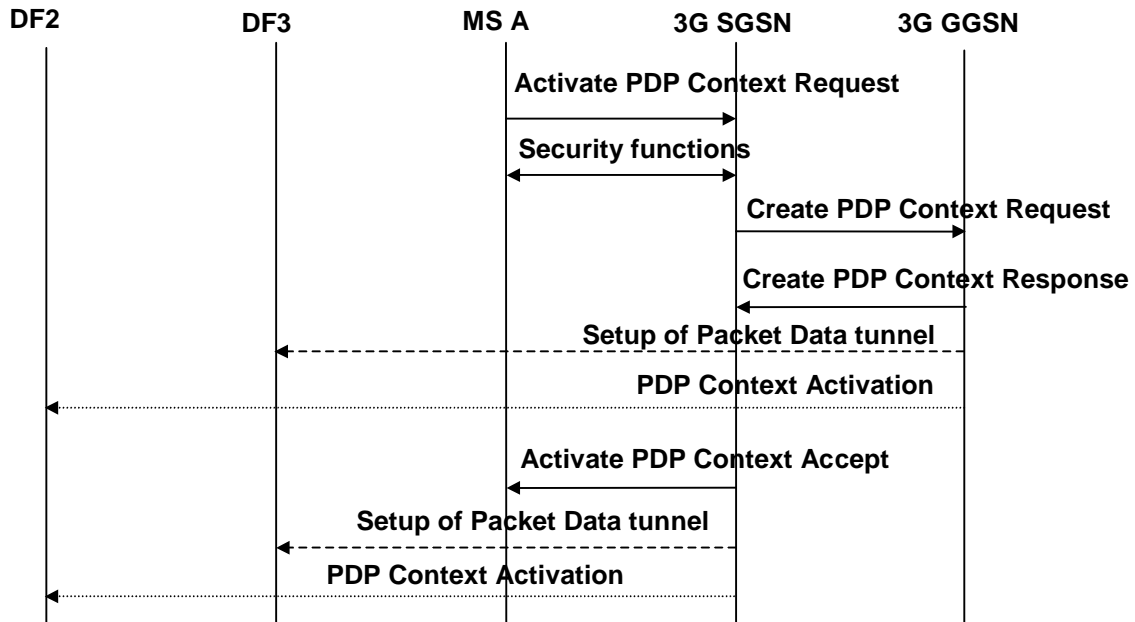 DF2 DF3 MS A 3G SGSN 3G GGSN
Activate PDP Context Request
Security functions
Create PDP Context Request
Create PDP Context Response
Setup of Packet Data tunnel
PDP Context Activation
Activate PDP Context Accept
Setup of Packet Data tunnel
PDP Context Activation